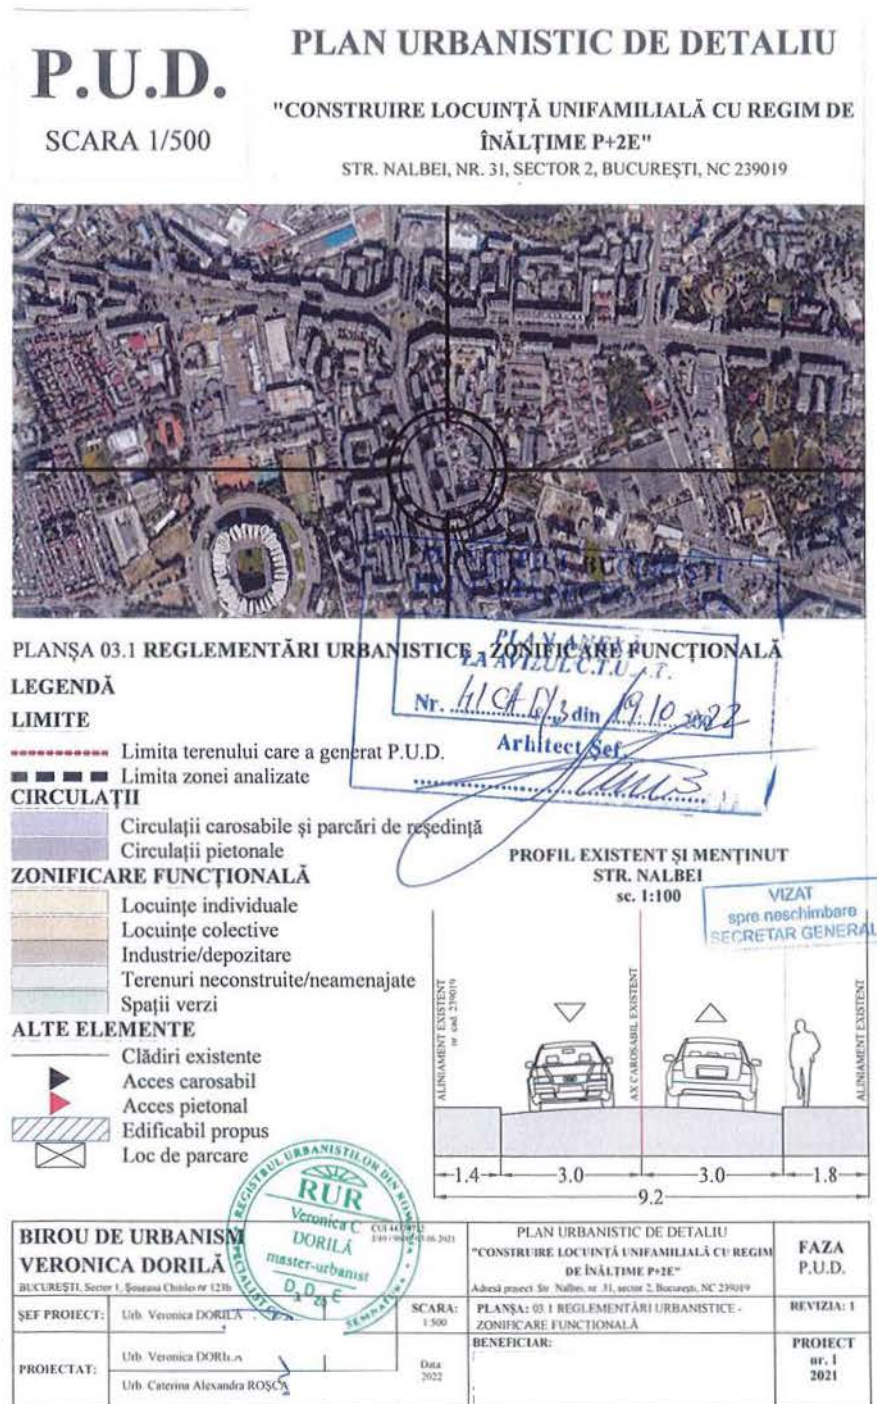 P.U.D.
SCARA 1/500
PLAN URBANISTIC DE DETALIU
"CONSTRUIRE LOCUINȚĂ UNIFAMILIALĂ CU REGIM DE
ÎNĂLȚIME P+2E"
STR. NALBEI, NR. 31, SECTOR 2, BUCUREȘTI, NC 239019
PLANȘA 03.1 REGLEMENTĂRI URBANISTICE - ZONIFICARE FUNCȚIONALĂ
PLAN ANEXĂ
LA AVIZUL C.T.U.A.T.
Nr. din 19.10 2022
Arhitect Șef,
LEGENDĂ
LIMITE
Limita terenului care a generat P.U.D.
Limita zonei analizate
CIRCULAȚII
Circulații carosabile și parcări de reședință
Circulații pietonale
ZONIFICARE FUNCȚIONALĂ
Locuințe individuale
Locuințe colective
Industrie/depozitare
Terenuri neconstruite/neamenajate
Spații verzi
ALTE ELEMENTE
Clădiri existente
Acces carosabil
Acces pietonal
Edificabil propus
Loc de parcare
PROFIL EXISTENT ȘI MENȚINUT
STR. NALBEI
sc. 1:100
VIZAT
spre neschimbare
SECRETAR GENERAL
ALINIAMENT EXISTENT
nr. cad. 239019
AX CAROSABIL EXISTENT
ALINIAMENT EXISTENT
1.4 3.0 3.0 1.8
9.2
REGISTRUL URBANIȘTILOR DIN
RUR
Veronica C
DORILĂ
master-urbanist
D, D E
BIROU DE URBANISM
VERONICA DORILĂ
BUCUREȘTI, Sector 1, Șoseaua Chitilei nr
PLAN URBANISTIC DE DETALIU
"CONSTRUIRE LOCUINȚĂ UNIFAMILIALĂ CU REGIM
DE ÎNĂLȚIME P+2E"
Adresă proiect: Str. Nalbei, nr. 31, sector 2, București, NC 239019
FAZA
P.U.D.
ȘEF PROIECT: Urb. Veronica DORILĂ
SCARA:
1:500
PLANȘA: 03.1 REGLEMENTĂRI URBANISTICE -
ZONIFICARE FUNCȚIONALĂ
REVIZIA: 1
PROIECTAT:
Urb. Veronica DORILĂ
Urb. Caterina Alexandra ROȘCA
Data
2022
BENEFICIAR:
PROIECT
nr. 1
2021